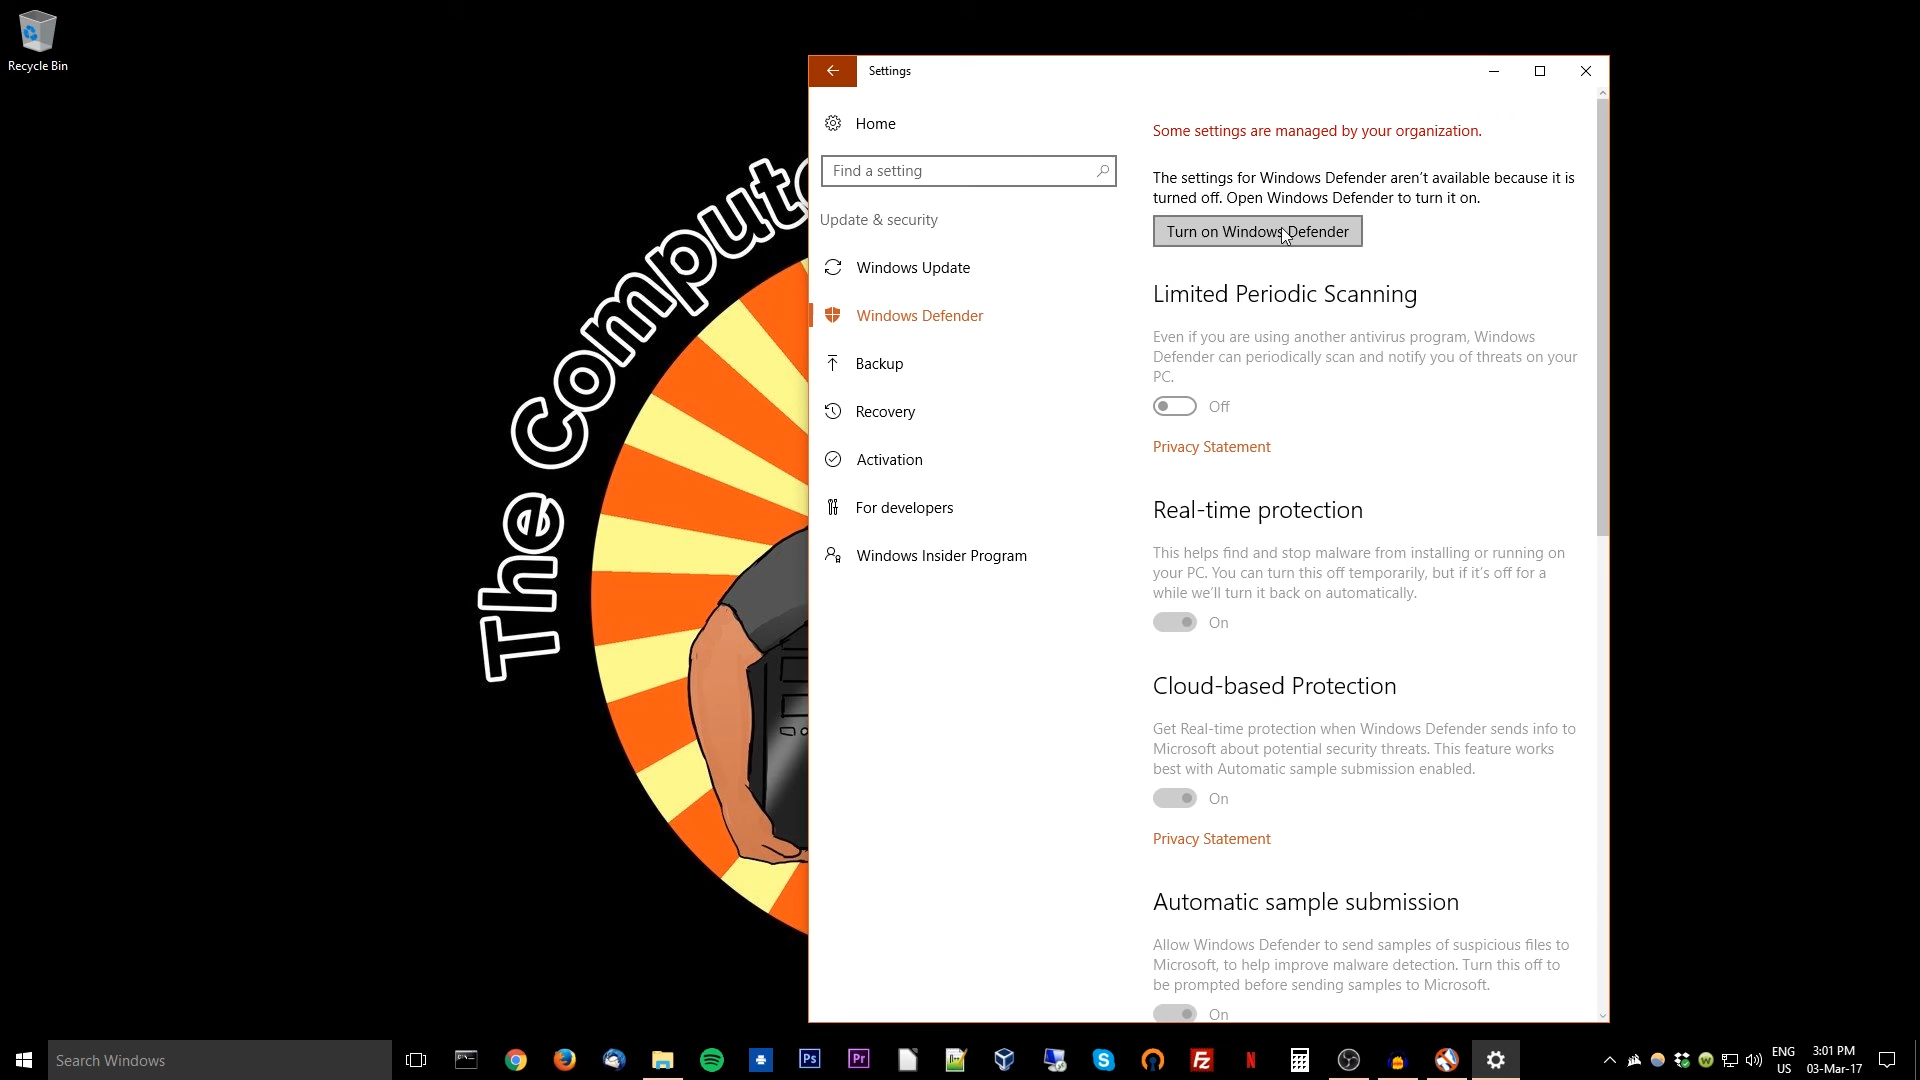 Recycle Bin
The Compute
Settings
Home
Find a setting
Update & security
Windows Update
Windows Defender
Backup
Recovery
Activation
For developers
Windows Insider Program
Some settings are managed by your organization.
The settings for Windows Defender aren't available because it is
turned off. Open Windows Defender to turn it on.
Turn on Windows Defender
Limited Periodic Scanning
Even if you are using another antivirus program, Windows
Defender can periodically scan and notify you of threats on your
PC.
Off
Privacy Statement
Real-time protection
This helps find and stop malware from installing or running on
your PC. You can turn this off temporarily, but if it's off for a
while we'll turn it back on automatically.
On
Cloud-based Protection
Get Real-time protection when Windows Defender sends info to
Microsoft about potential security threats. This feature works
best with Automatic sample submission enabled.
On
Privacy Statement
Automatic sample submission
Allow Windows Defender to send samples of suspicious files to
Microsoft, to help improve malware detection. Turn this off to
be prompted before sending samples to Microsoft.
On
Search Windows
Ps
Pr
Fz
N
ENG
US
3:01 PM
03-Mar-17